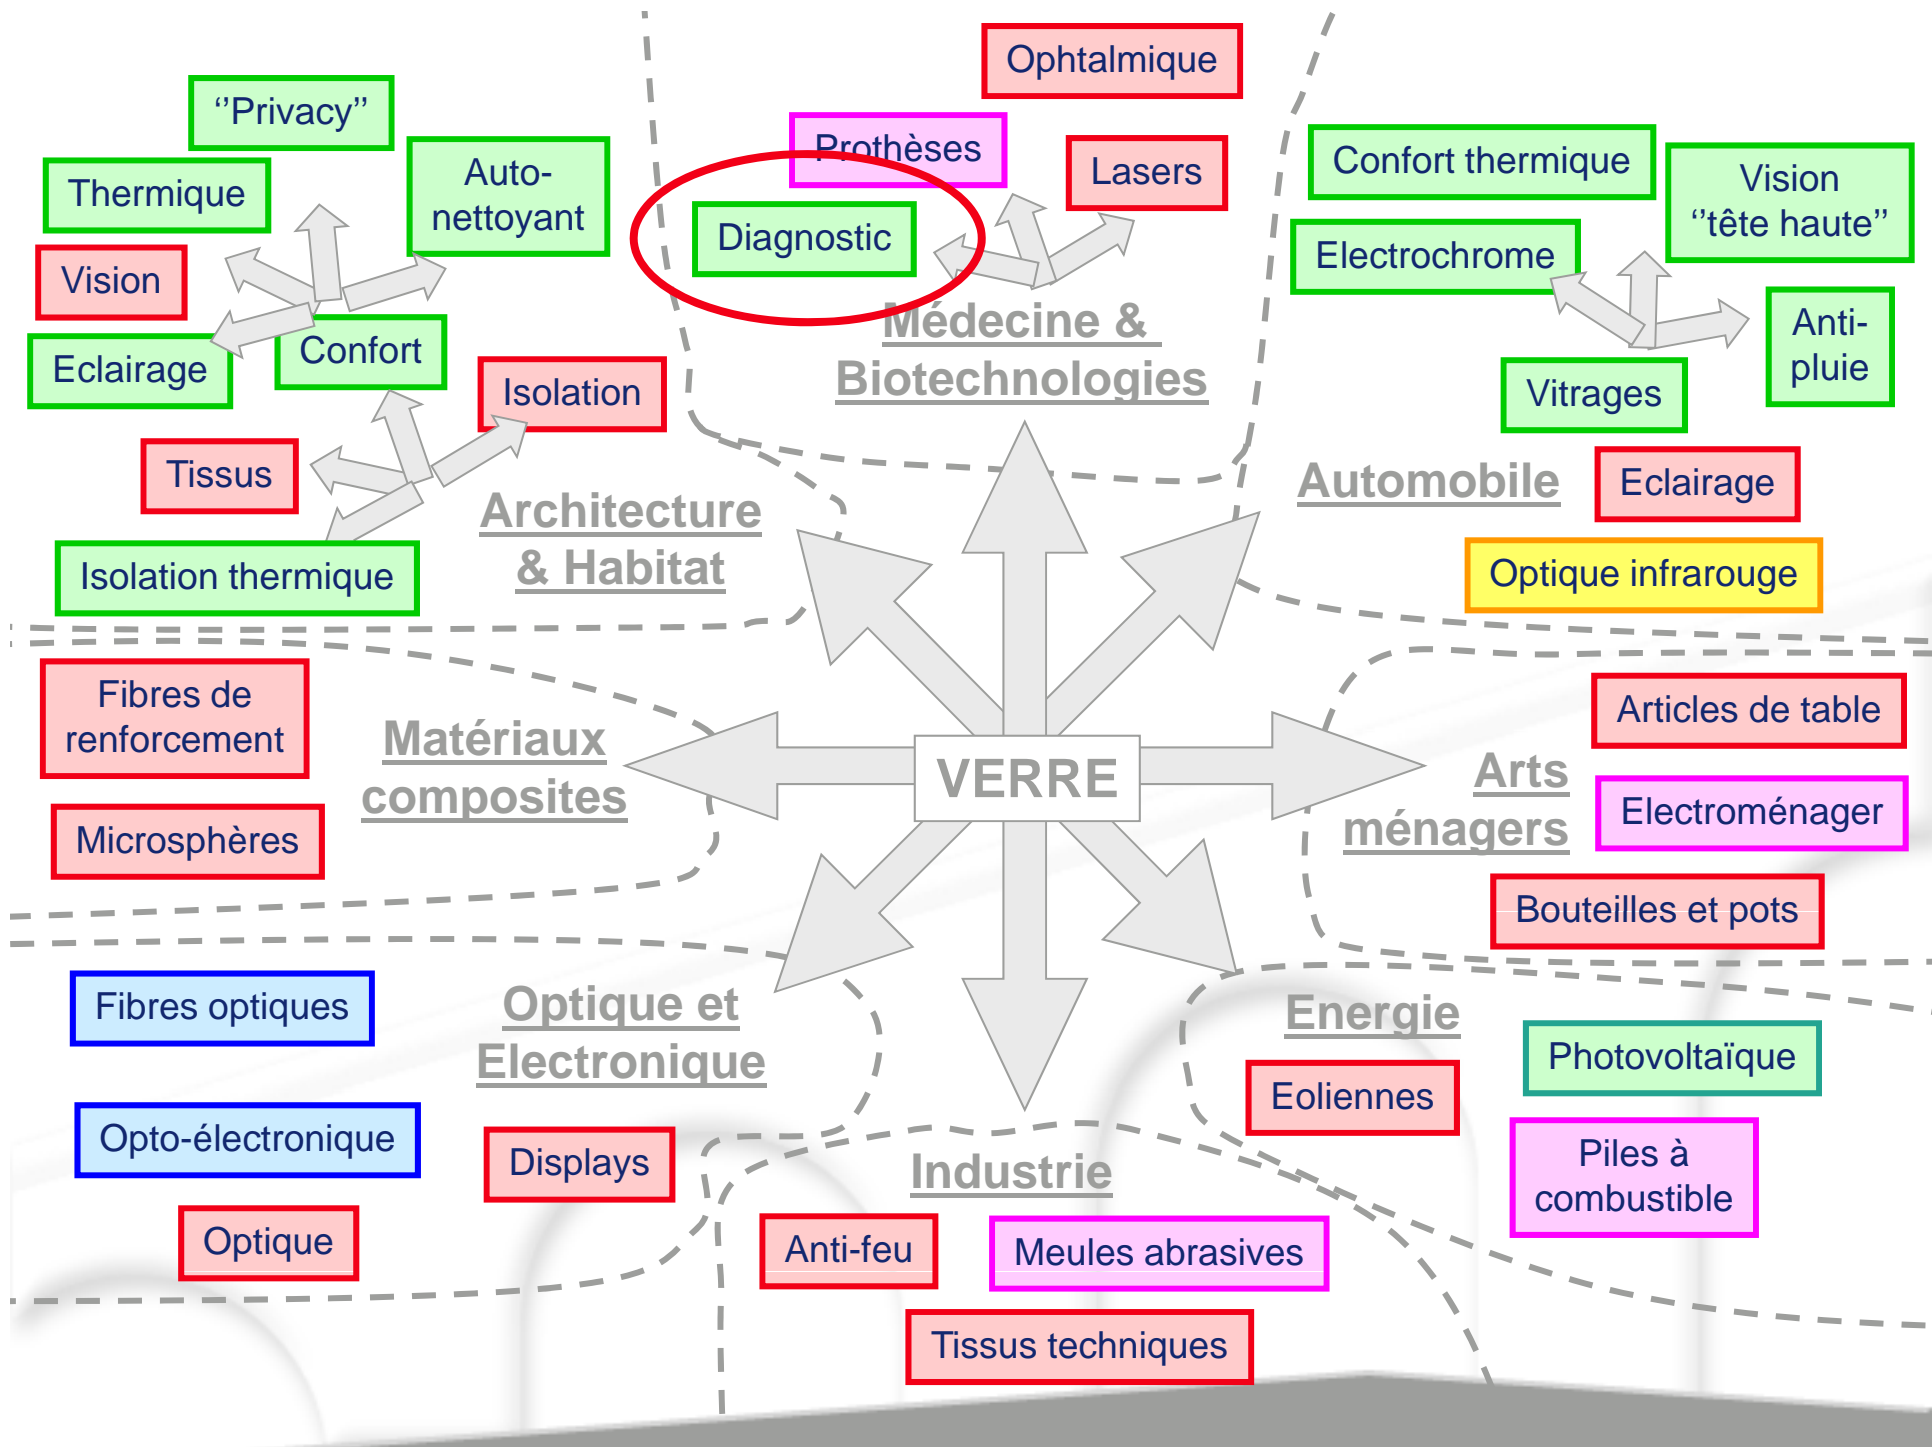 Ophtalmique
‘‘Privacy’’
Prothèses
Auto-
nettoyant
Thermique
Lasers
Confort thermique
Vision
‘‘tête haute’’
Diagnostic
Electrochrome
Vision
Eclairage
Confort
Médecine &
Biotechnologies
Anti-
pluie
Isolation
Vitrages
Tissus
Architecture
& Habitat
Automobile
Eclairage
Isolation thermique
Optique infrarouge
Fibres de
renforcement
Matériaux
composites
VERRE
Articles de table
Arts
ménagers
Electroménager
Microsphères
Bouteilles et pots
Fibres optiques
Optique et
Electronique
Energie
Photovoltaïque
Eoliennes
Opto-électronique
Displays
Industrie
Piles à
combustible
Optique
Anti-feu
Meules abrasives
Tissus techniques